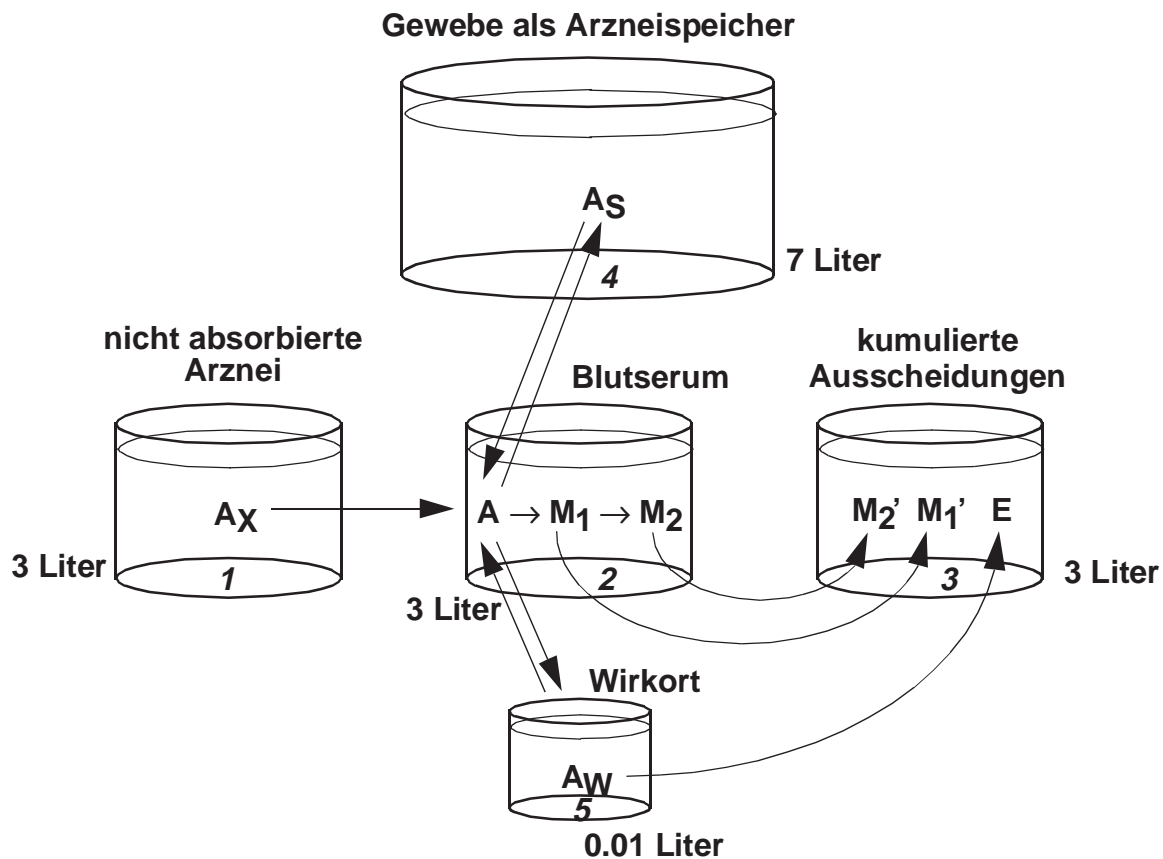 Gewebe als Arzneispeicher
AS
4
7 Liter
nicht absorbierte
Arznei
AX
1
3 Liter
Blutserum
A → M1 → M2
2
3 Liter
kumulierte
Ausscheidungen
M2' M1' E
3
3 Liter
Wirkort
AW
5
0.01 Liter